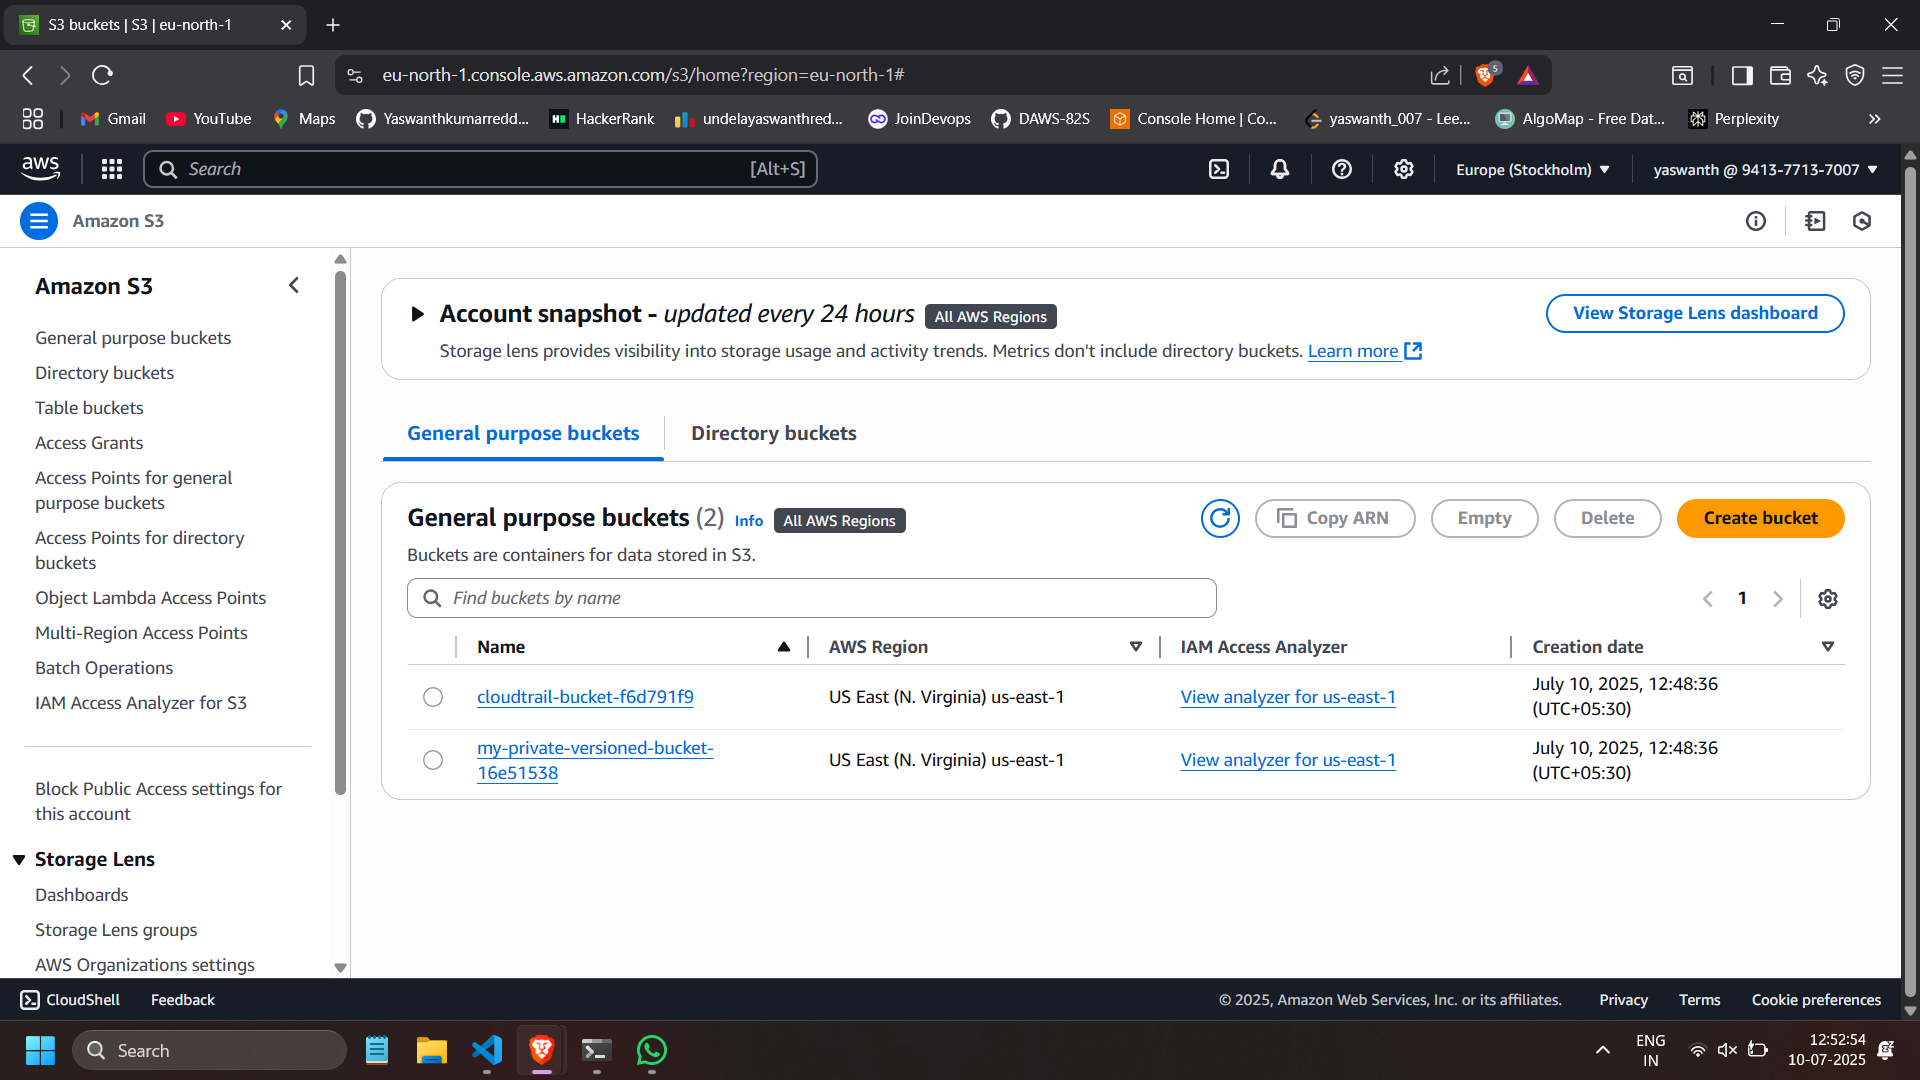 S3 buckets | S3 | eu-north-1
eu-north-1.console.aws.amazon.com/s3/home?region=eu-north-1#
5
Gmail YouTube Maps Yaswanthkumarredd... HackerRank undelayaswanthred... JoinDevops DAWS-82S Console Home | Co... yaswanth_007 - Lee... AlgoMap - Free Dat... Perplexity
aws Search [Alt+S] Europe (Stockholm) yaswanth @ 9413-7713-7007
Amazon S3
Amazon S3
General purpose buckets
Directory buckets
Table buckets
Access Grants
Access Points for general
purpose buckets
Access Points for directory
buckets
Object Lambda Access Points
Multi-Region Access Points
Batch Operations
IAM Access Analyzer for S3
Block Public Access settings for
this account
Storage Lens
Dashboards
Storage Lens groups
AWS Organizations settings
Account snapshot - updated every 24 hours All AWS Regions
View Storage Lens dashboard
Storage lens provides visibility into storage usage and activity trends. Metrics don't include directory buckets. Learn more
General purpose buckets Directory buckets
General purpose buckets (2) Info All AWS Regions
Copy ARN Empty Delete Create bucket
Buckets are containers for data stored in S3.
Find buckets by name
1
Name AWS Region IAM Access Analyzer Creation date
cloudtrail-bucket-f6d791f9 US East (N. Virginia) us-east-1 View analyzer for us-east-1 July 10, 2025, 12:48:36
(UTC+05:30)
my-private-versioned-bucket-
16e51538 US East (N. Virginia) us-east-1 View analyzer for us-east-1 July 10, 2025, 12:48:36
(UTC+05:30)
CloudShell Feedback © 2025, Amazon Web Services, Inc. or its affiliates. Privacy Terms Cookie preferences
Search
ENG
IN
12:52:54
10-07-2025